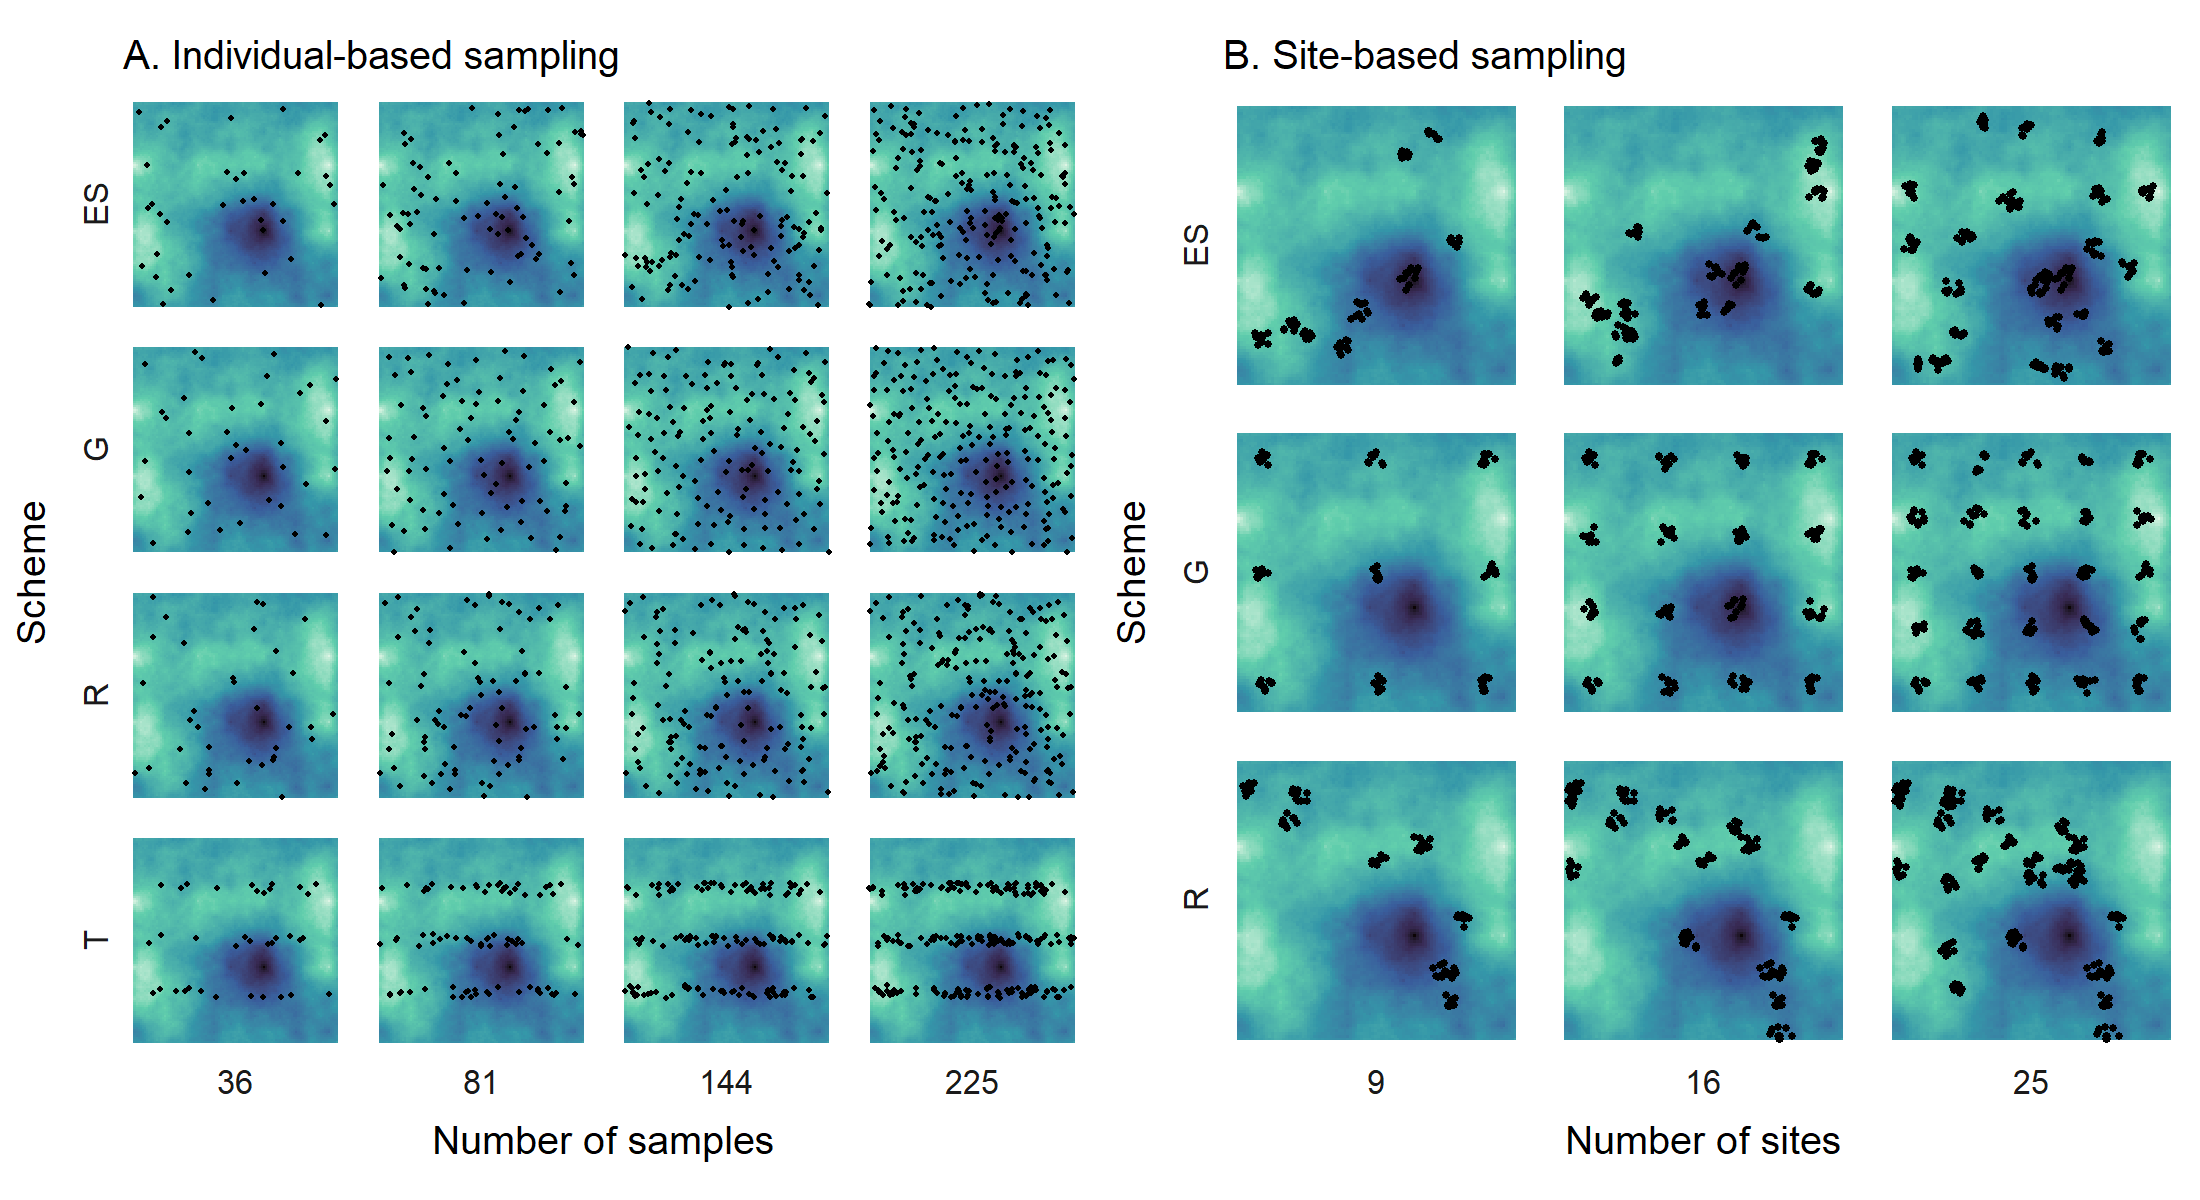 A. Individual-based sampling
Scheme
ES
G
R
T
36 81 144 225
Number of samples
B. Site-based sampling
Scheme
ES
G
R
9 16 25
Number of sites